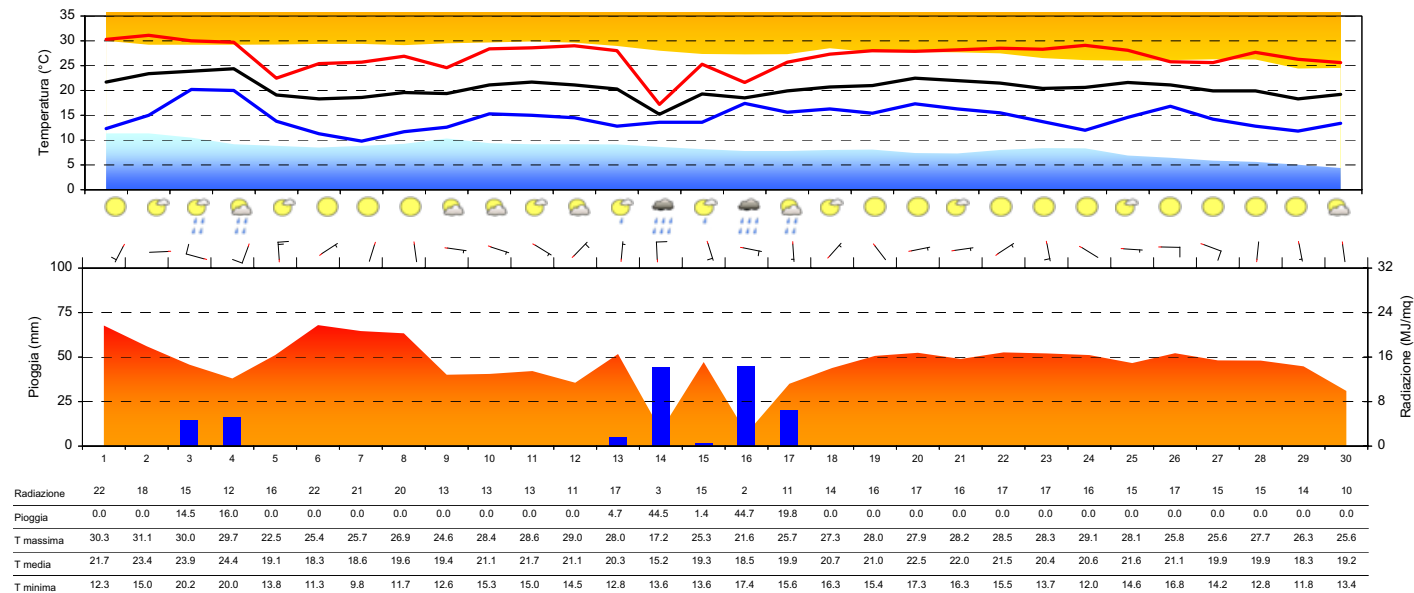 35
30
25
20
15
10
5
0
Temperatura (°C)
100
75
50
25
0
Pioggia (mm)
32
24
16
8
0
Radiazione (MJ/mq)
1 2 3 4 5 6 7 8 9 10 11 12 13 14 15 16 17 18 19 20 21 22 23 24 25 26 27 28 29 30
Radiazione 22 18 15 12 16 22 21 20 13 13 13 11 17 3 15 2 11 14 16 17 16 17 17 16 15 17 15 15 14 10
Pioggia 0.0 0.0 14.5 16.0 0.0 0.0 0.0 0.0 0.0 0.0 0.0 0.0 4.7 44.5 1.4 44.7 19.8 0.0 0.0 0.0 0.0 0.0 0.0 0.0 0.0 0.0 0.0 0.0 0.0 0.0
T massima 30.3 31.1 30.0 29.7 22.5 25.4 25.7 26.9 24.6 28.4 28.6 29.0 28.0 17.2 25.3 21.6 25.7 27.3 28.0 27.9 28.2 28.5 28.3 29.1 28.1 25.8 25.6 27.7 26.3 25.6
T media 21.7 23.4 23.9 24.4 19.1 18.3 18.6 19.6 19.4 21.1 21.7 21.1 20.3 15.2 19.3 18.5 19.9 20.7 21.0 22.5 22.0 21.5 20.4 20.6 21.6 21.1 19.9 19.9 18.3 19.2
T minima 12.3 15.0 20.2 20.0 13.8 11.3 9.8 11.7 12.6 15.3 15.0 14.5 12.8 13.6 13.6 17.4 15.6 16.3 15.4 17.3 16.3 15.5 13.7 12.0 14.6 16.8 14.2 12.8 11.8 13.4